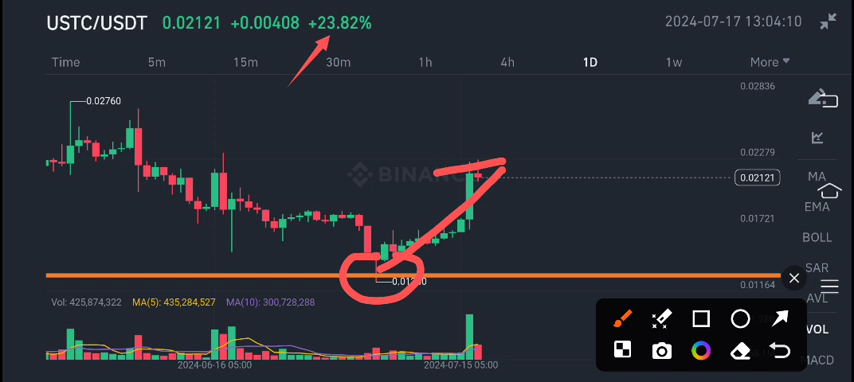 USTC/USDT 0.02121 +0.00408 +23.82% 2024-07-17 13:04:10
Time 5m 15m 30m 1h 4h 1D 1w More
0.02836
0.02760
0.02279
BINANC
MA
0.02121
EMA
0.01721
BOLL
SAR
0.01164
AVL
Vol: 425,874,322 MA(5): 435,284,527 MA(10): 300,728,288
VOL
MACD
2024-06-16 05:00 2024-07-15 05:00